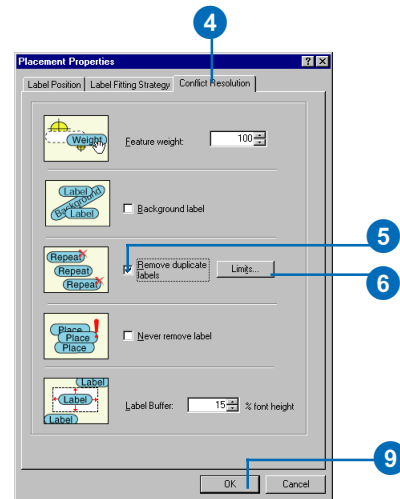 4
Placement Properties
Label Position Label Fitting Strategy Conflict Resolution
Weight
Feature weight: 100
Label
Background
Label
Background label
5
Repeat
Repeat
Repeat
Remove duplicate
labels
Limits...
6
Place
Place
Place
Never remove label
Label
Label
Label
Label Buffer: 15 % font height
9
OK Cancel